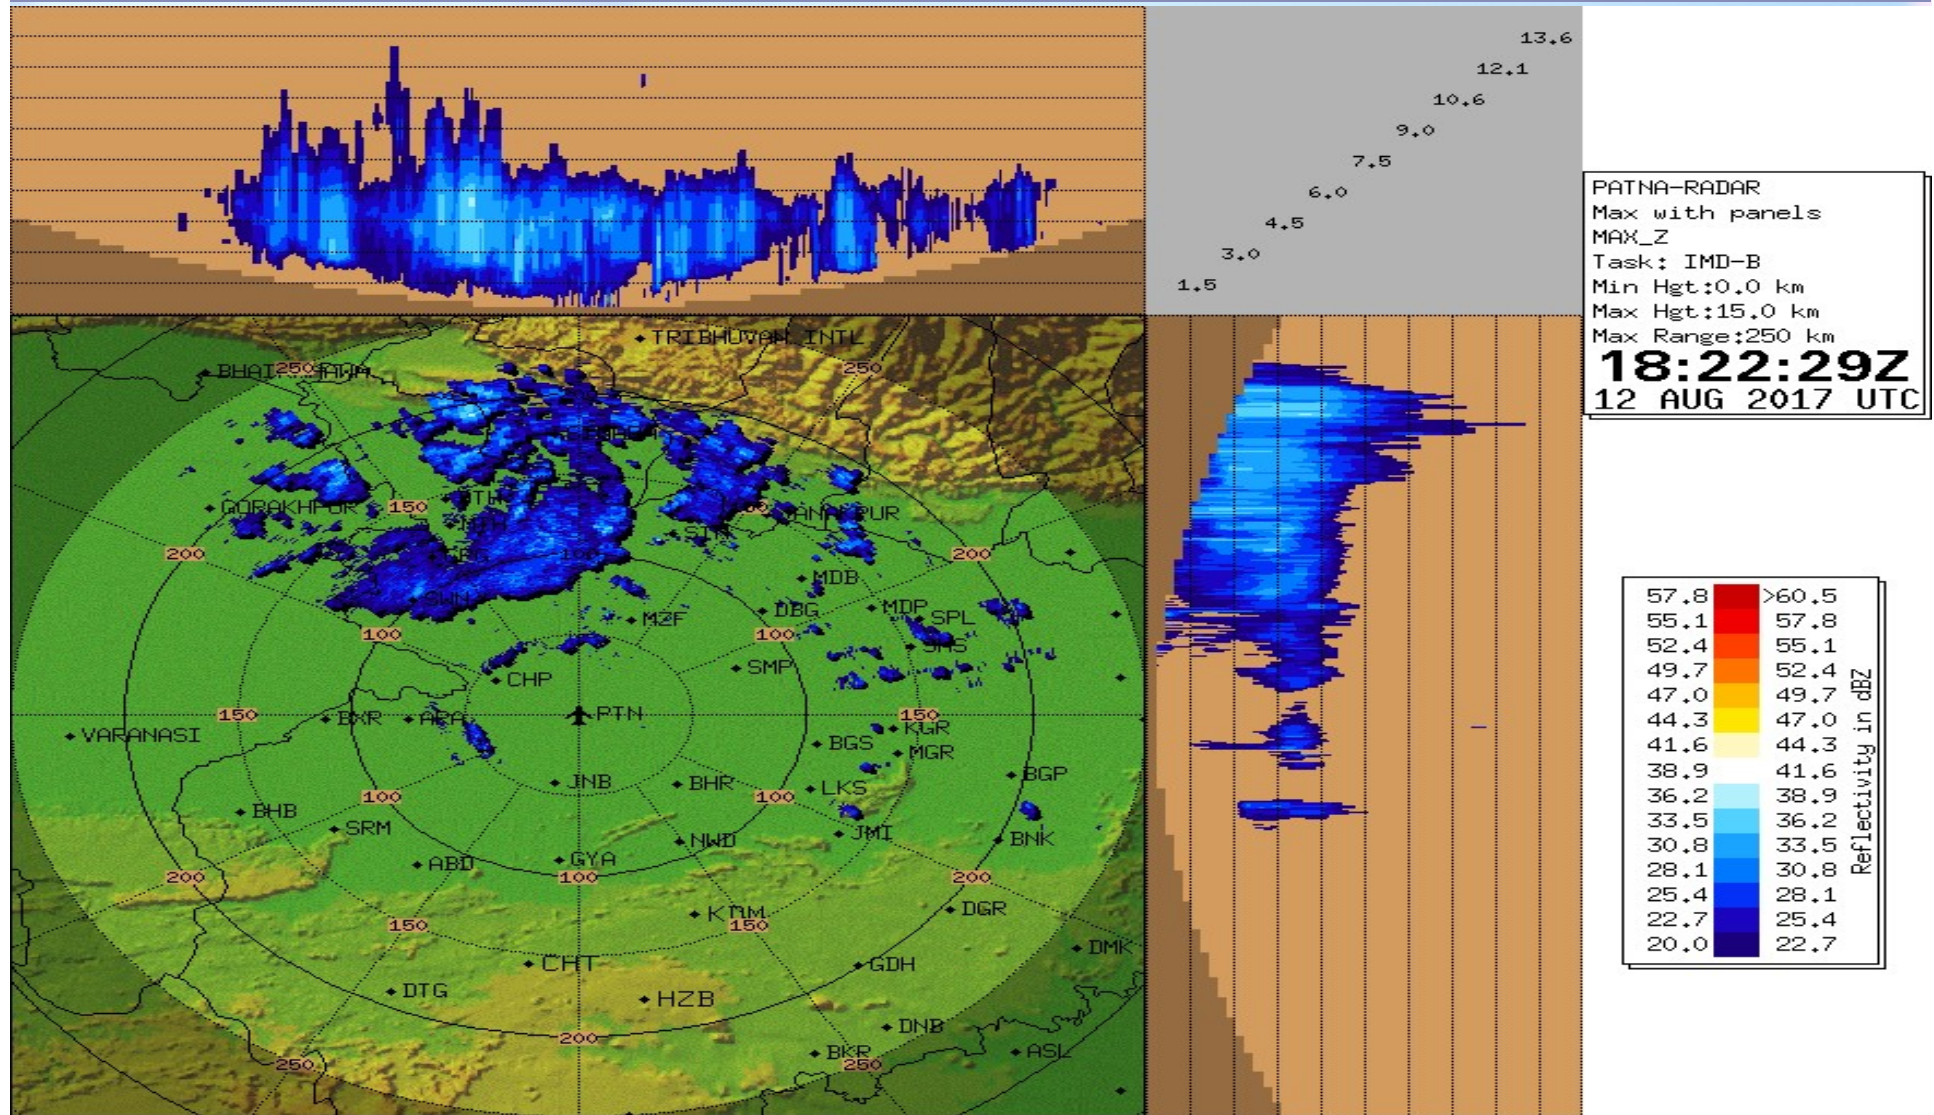 13.6
12.1
10.6
9.0
7.5
6.0
4.5
3.0
1.5
PATNA-RADAR
Max with panels
MAX_Z
Task: IMD-B
Min Hgt:0.0 km
Max Hgt:15.0 km
Max Range:250 km
18:22:29Z
12 AUG 2017 UTC
TRIBHUVAN INTL
250
250
GORAKHPUR
150
200
200
MDB
SWN
DBG
MDP
SPL
MZF
100
100
SMP
CHP
150
BXR
ARA
PTN
150
KGR
VARANASI
BGS
MGR
JNB
BHR
LKS
BGP
100
100
BHB
SRM
JMI
NWD
BNK
ABD
GYA
200
100
200
DGR
150
150
DMK
CHT
GDH
DTG
HZB
DNB
200
BKR
ASL
250
250
57.8 >60.5
55.1 57.8
52.4 55.1
49.7 52.4
47.0 49.7
44.3 47.0
41.6 44.3
38.9 41.6
36.2 38.9
33.5 36.2
30.8 33.5
28.1 30.8
25.4 28.1
22.7 25.4
20.0 22.7
Reflectivity in dBZ